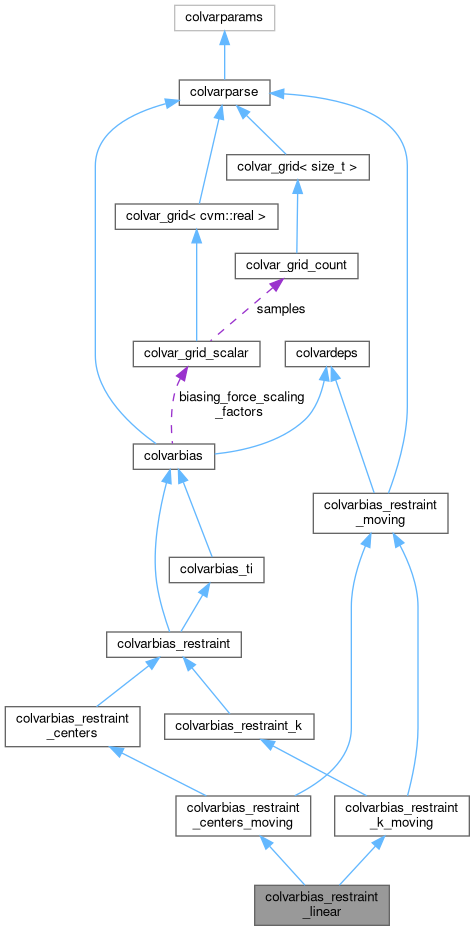 colvarparams
colvarparse
colvar_grid< size_t >
colvar_grid< cvm::real >
colvar_grid_count
samples
colvar_grid_scalar
colvardeps
biasing_force_scaling
_factors
colvarbias
colvarbias_restraint
_moving
colvarbias_ti
colvarbias_restraint
colvarbias_restraint
_centers
colvarbias_restraint_k
colvarbias_restraint
_centers_moving
colvarbias_restraint
_k_moving
colvarbias_restraint
_linear